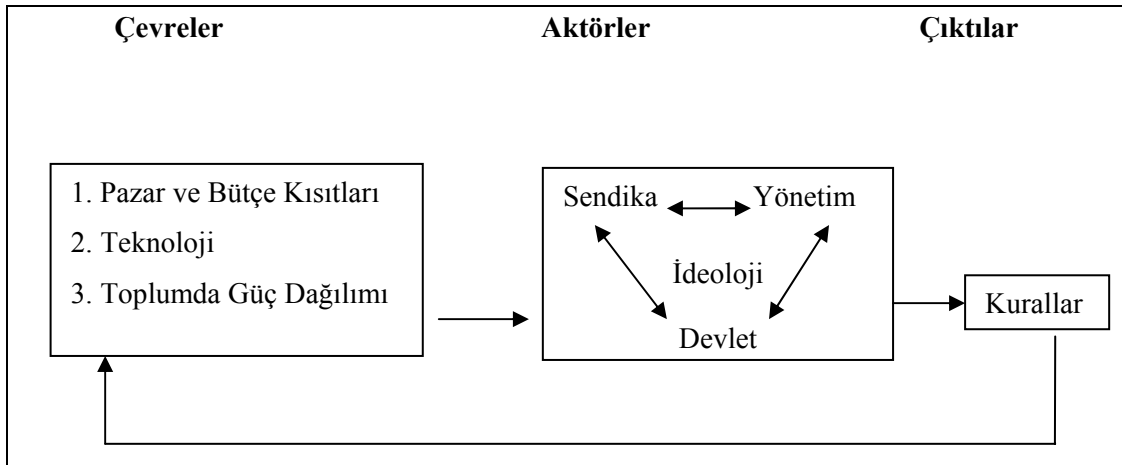 Çevreler Aktörler Çıktılar
1. Pazar ve Bütçe Kısıtları
2. Teknoloji
3. Toplumda Güç Dağılımı
Sendika Yönetim
İdeoloji
Devlet
Kurallar